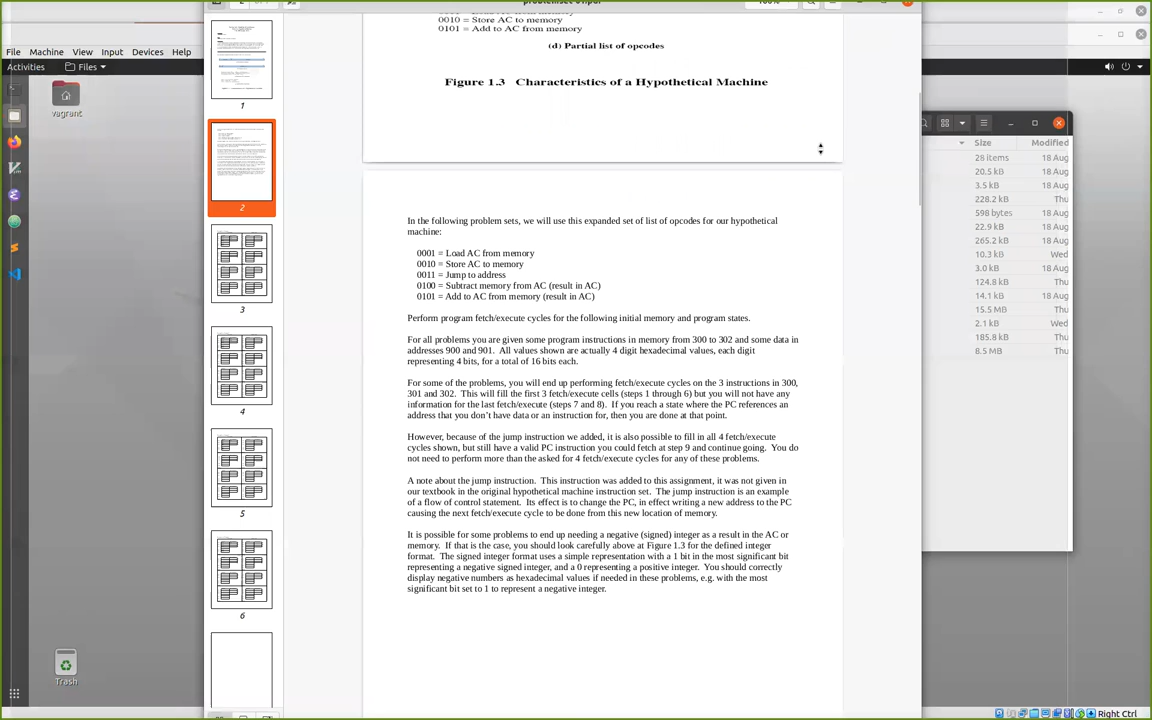 problemset-01.pdf
File Machine View Input Devices Help
Activities Files
vagrant
0010 = Store AC to memory
0101 = Add to AC from memory
(d) Partial list of opcodes
Figure 1.3 Characteristics of a Hypothetical Machine
1
2
3
4
5
6
In the following problem sets, we will use this expanded set of list of opcodes for our hypothetical
machine:
0001 = Load AC from memory
0010 = Store AC to memory
0011 = Jump to address
0100 = Subtract memory from AC (result in AC)
0101 = Add to AC from memory (result in AC)
Perform program fetch/execute cycles for the following initial memory and program states.
For all problems you are given some program instructions in memory from 300 to 302 and some data in
addresses 900 and 901. All values shown are actually 4 digit hexadecimal values, each digit
representing 4 bits, for a total of 16 bits each.
For some of the problems, you will end up performing fetch/execute cycles on the 3 instructions in 300,
301 and 302. This will fill the first 3 fetch/execute cells (steps 1 through 6) but you will not have any
information for the last fetch/execute (steps 7 and 8). If you reach a state where the PC references an
address that you don't have data or an instruction for, then you are done at that point.
However, because of the jump instruction we added, it is also possible to fill in all 4 fetch/execute
cycles shown, but still have a valid PC instruction you could fetch at step 9 and continue going. You do
not need to perform more than the asked for 4 fetch/execute cycles for any of these problems.
A note about the jump instruction. This instruction was added to this assignment, it was not given in
our textbook in the original hypothetical machine instruction set. The jump instruction is an example
of a flow of control statement. Its effect is to change the PC, in effect writing a new address to the PC
causing the next fetch/execute cycle to be done from this new location of memory.
It is possible for some problems to end up needing a negative (signed) integer as a result in the AC or
memory. If that is the case, you should look carefully above at Figure 1.3 for the defined integer
format. The signed integer format uses a simple representation with a 1 bit in the most significant bit
representing a negative signed integer, and a 0 representing a positive integer. You should correctly
display negative numbers as hexadecimal values if needed in these problems, e.g. with the most
significant bit set to 1 to represent a negative integer.
Size Modified
28 items 18 Aug
20.5 kB 18 Aug
3.5 kB 18 Aug
228.2 kB Thu
598 bytes 18 Aug
22.9 kB 18 Aug
265.2 kB 18 Aug
10.3 kB Wed
3.0 kB 18 Aug
124.8 kB Thu
14.1 kB 18 Aug
15.5 MB Thu
2.1 kB Wed
185.8 kB Thu
8.5 MB Thu
Trash
Right Ctrl